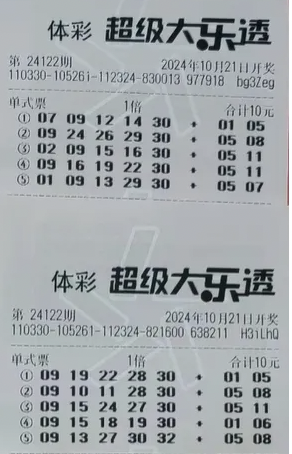 体彩 超级大乐透
第 24122期 2024年10月21日开奖
110330-105261-112324-830013 977918 bg3Zeg
单式票 1倍 合计10元
① 07 09 12 14 30 + 01 05
② 09 24 26 29 30 + 05 08
③ 02 09 15 16 30 + 05 11
④ 09 16 19 22 30 + 05 11
⑤ 01 09 13 29 30 + 05 07
体彩 超级大乐透
第 24122期 2024年10月21日开奖
110330-105261-112324-821600 638211 H3iLhQ
单式票 1倍 合计10元
① 09 19 22 28 30 + 01 05
② 09 10 11 28 30 + 05 08
③ 09 15 24 27 30 + 05 11
④ 09 15 18 19 30 + 01 06
⑤ 09 13 27 30 32 + 05 08